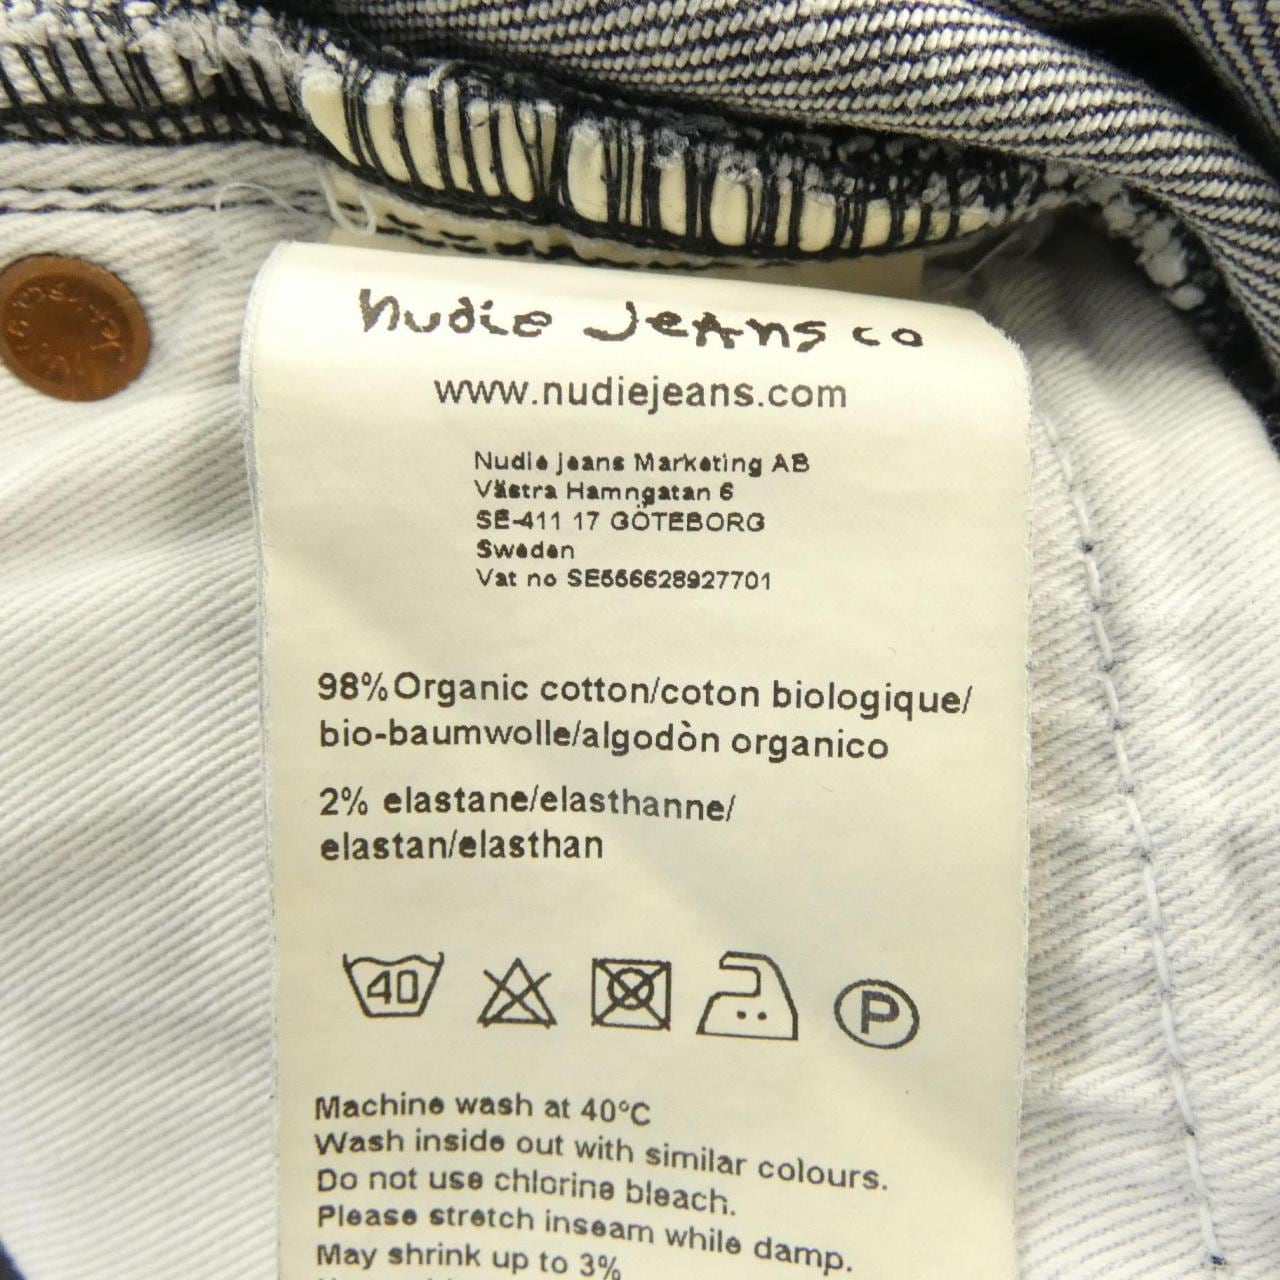 nudie Jeans co
www.nudiejeans.com
Nudie Jeans Marketing AB
Västra Hamngatan 6
SE-411 17 GÖTEBORG
Sweden
Vat no SE556628927701
98%Organic cotton/coton biologique/
bio-baumwolle/algodòn organico
2% elastane/elasthanne/
elastan/elasthan
40
P
Machine wash at 40°C
Wash inside out with similar colours.
Do not use chlorine bleach.
Please stretch inseam while damp.
May shrink up to 3%